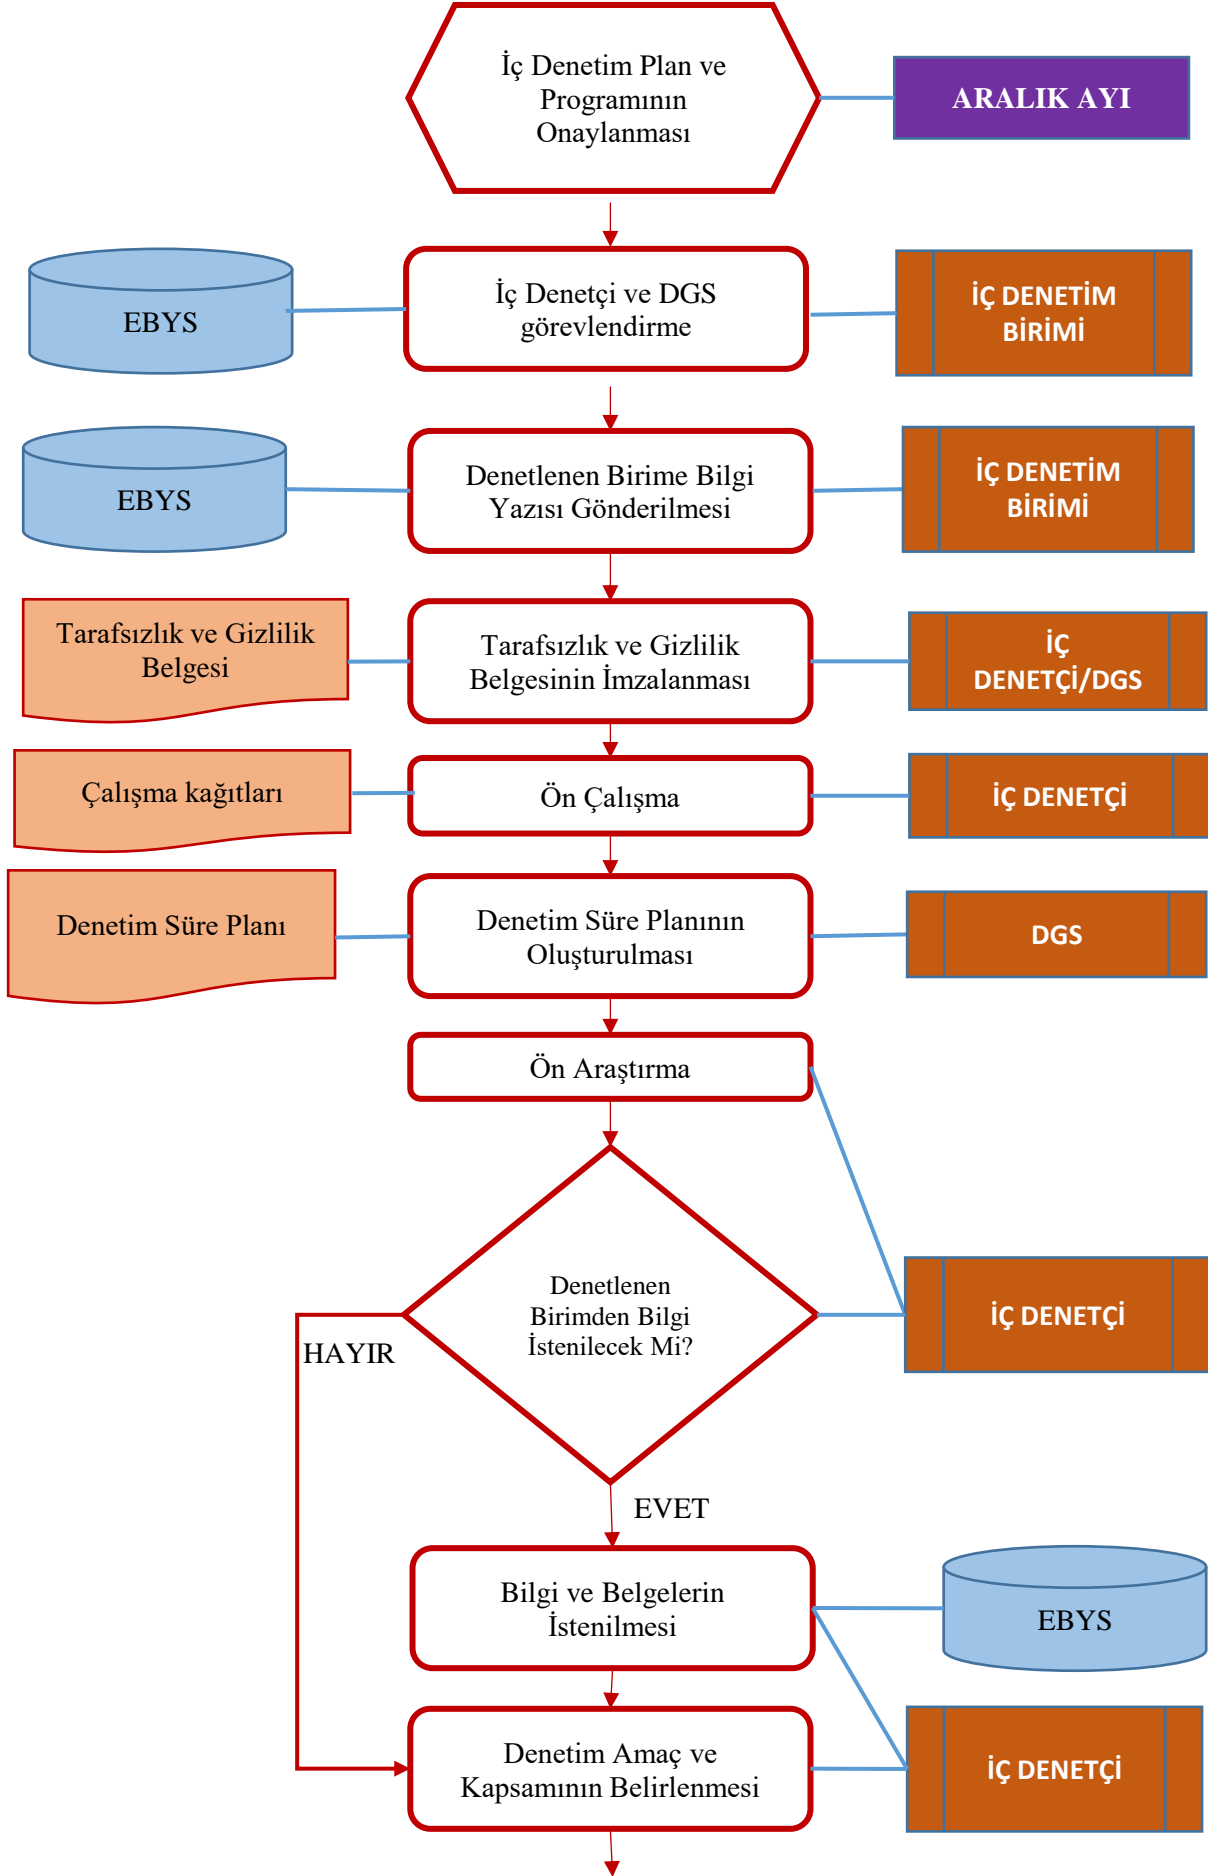 İç Denetim Plan ve
Programının
Onaylanması
ARALIK AYI
EBYS
İç Denetçi ve DGS
görevlendirme
İÇ DENETİM
BİRİMİ
EBYS
Denetlenen Birime Bilgi
Yazısı Gönderilmesi
İÇ DENETİM
BİRİMİ
Tarafsızlık ve Gizlilik
Belgesi
Tarafsızlık ve Gizlilik
Belgesinin İmzalanması
İÇ
DENETÇİ/DGS
Çalışma kağıtları
Ön Çalışma
İÇ DENETÇİ
Denetim Süre Planı
Denetim Süre Planının
Oluşturulması
DGS
Ön Araştırma
Denetlenen
Birimden Bilgi
İstenilecek Mi?
İÇ DENETÇİ
HAYIR
EVET
Bilgi ve Belgelerin
İstenilmesi
EBYS
Denetim Amaç ve
Kapsamının Belirlenmesi
İÇ DENETÇİ